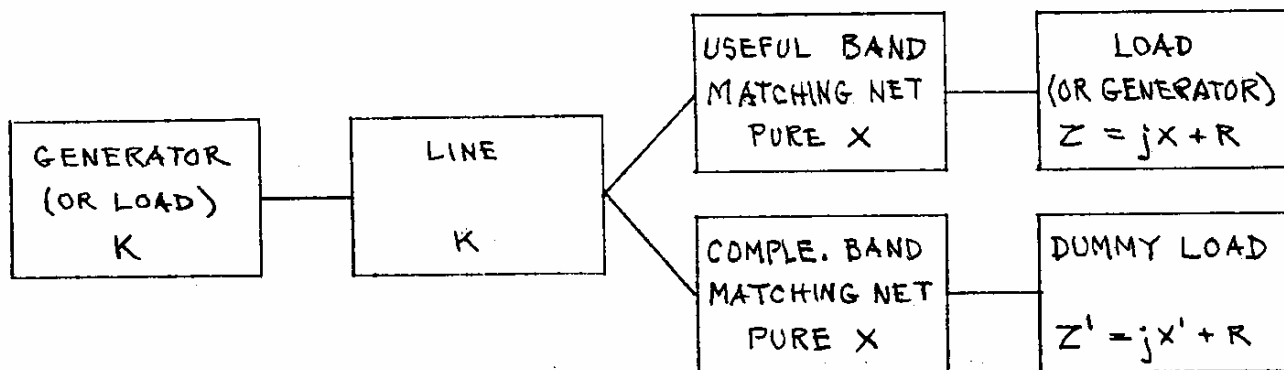 GENERATOR
(OR LOAD)
K
LINE
K
USEFUL BAND
MATCHING NET
PURE X
LOAD
(OR GENERATOR)
Z = jX + R
COMPLE. BAND
MATCHING NET
PURE X
DUMMY LOAD
Z' = jX' + R